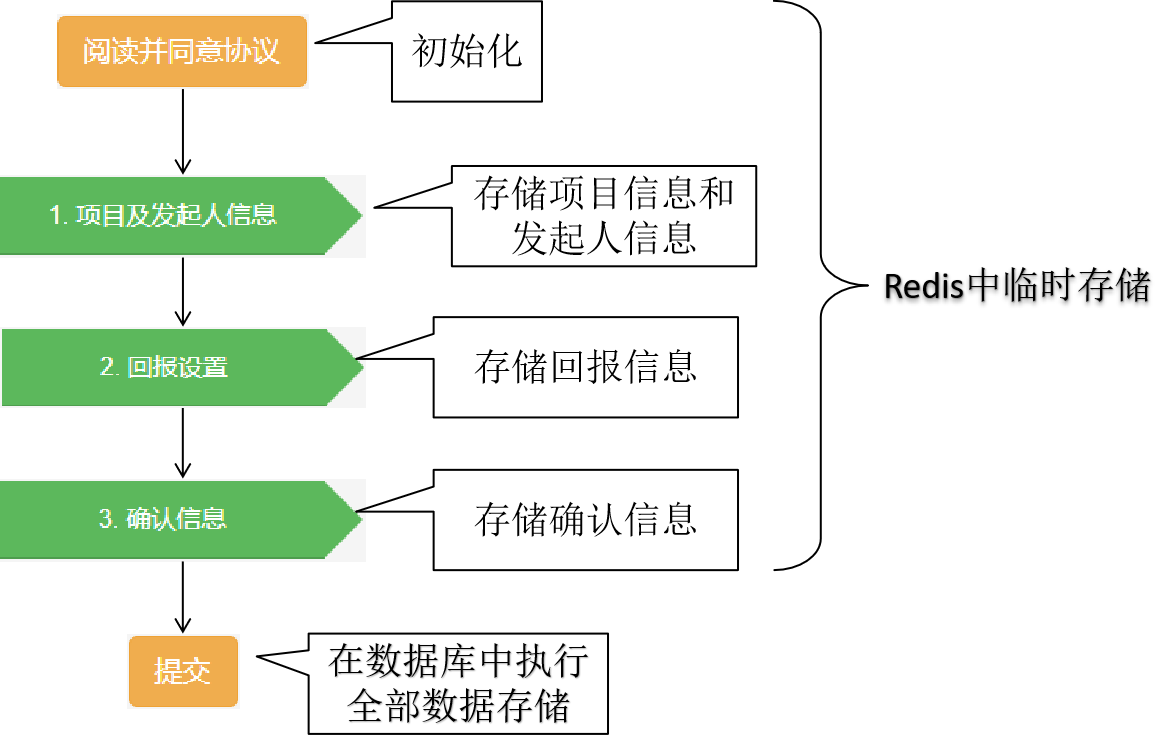 阅读并同意协议
初始化
1. 项目及发起人信息
存储项目信息和
发起人信息
Redis中临时存储
2. 回报设置
存储回报信息
3. 确认信息
存储确认信息
提交
在数据库中执行
全部数据存储